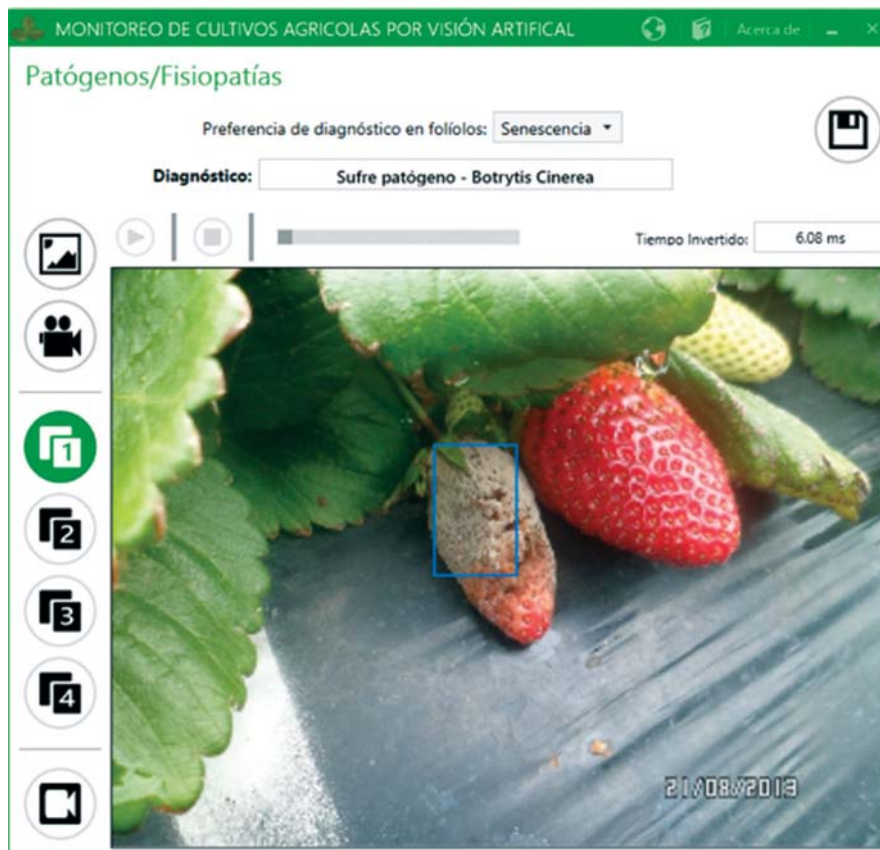 MONITOREO DE CULTIVOS AGRICOLAS POR VISIÓN ARTIFICAL
Acerca de
Patógenos/Fisiopatías
Preferencia de diagnóstico en folíolos: Senescencia
Diagnóstico: Sufre patógeno - Botrytis Cinerea
Tiempo Invertido: 6.08 ms
1
2
3
4
21/08/2013